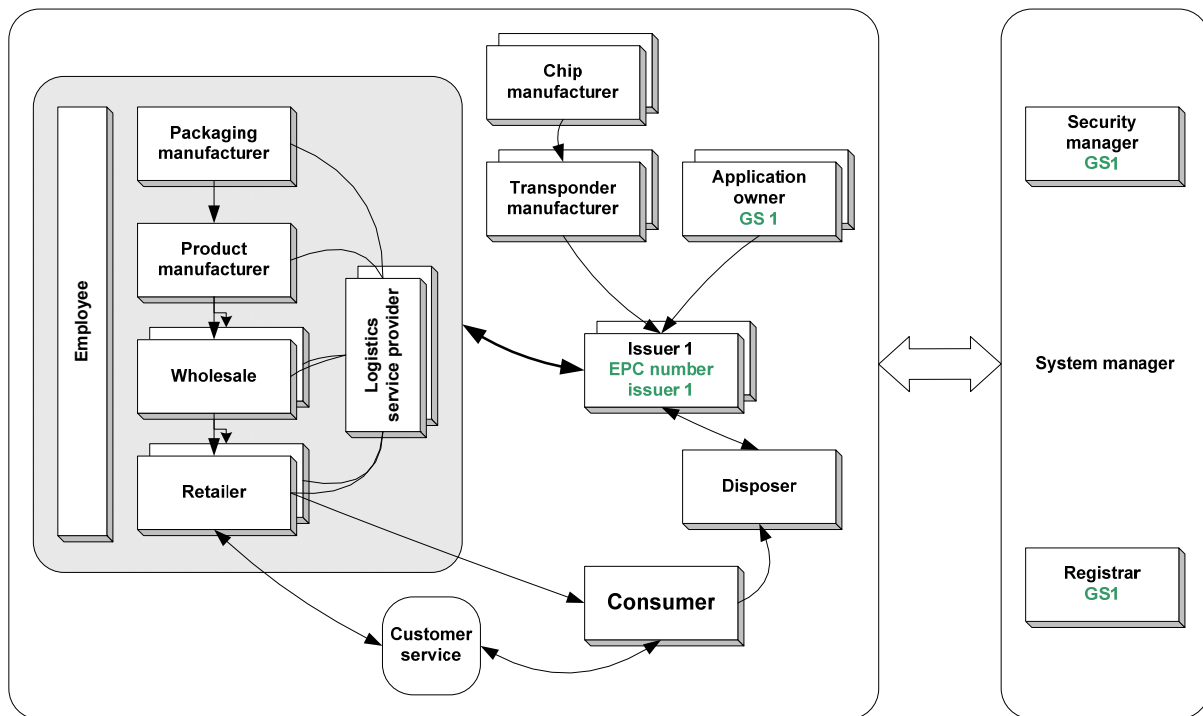 Chip
manufacturer
Packaging
manufacturer
Security
manager
GS1
Transponder
manufacturer
Application
owner
GS 1
Product
manufacturer
Employee
Logistics
service provider
Wholesale
Issuer 1
EPC number
issuer 1
System manager
Retailer
Disposer
Consumer
Registrar
GS1
Customer
service